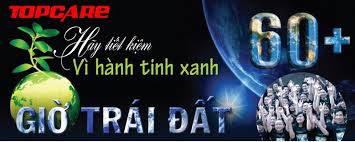 TOPCARE
Hãy tiết kiệm
Vì hành tinh xanh
60+
GIỜ TRÁI ĐẤT